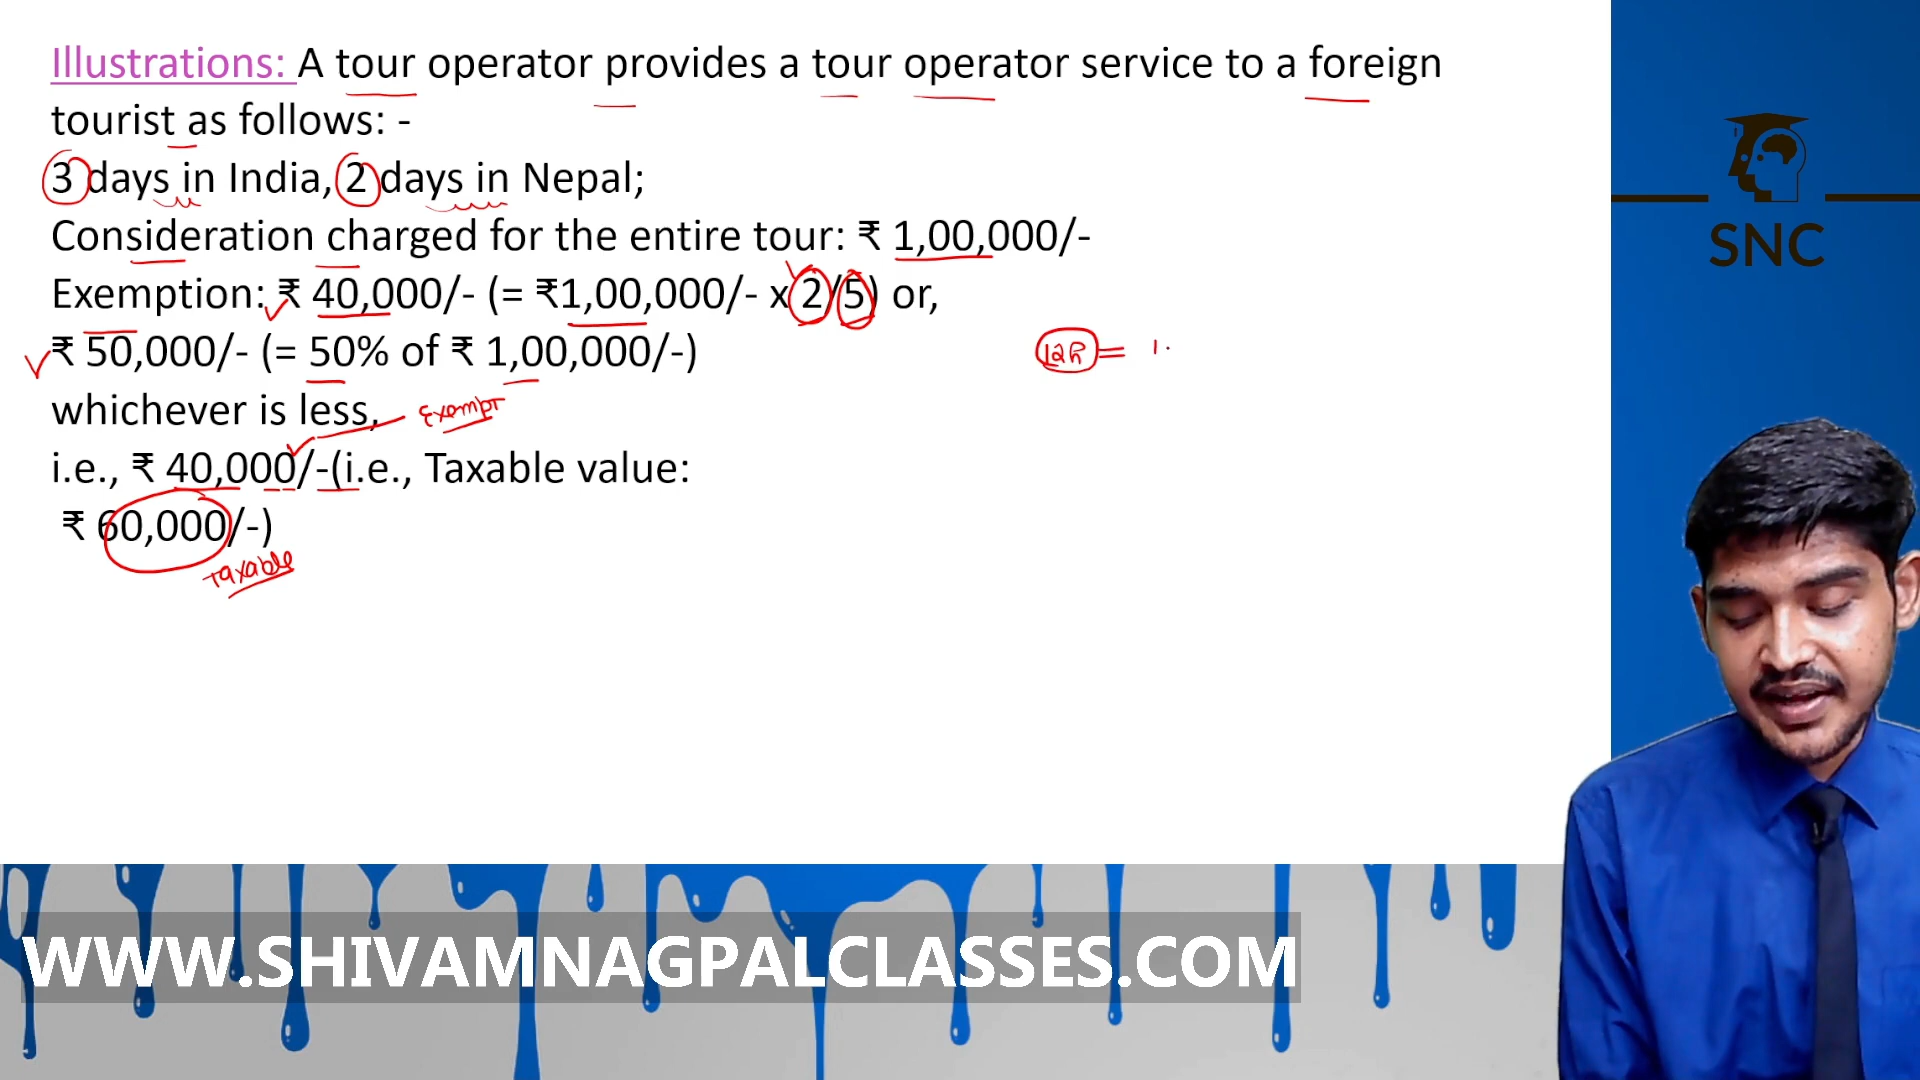 Illustrations: A tour operator provides a tour operator service to a foreign
tourist as follows: -
3 days in India, 2 days in Nepal;
Consideration charged for the entire tour: ₹ 1,00,000/-
Exemption: ₹ 40,000/- (= ₹1,00,000/- x 2/5) or,
₹ 50,000/- (= 50% of ₹ 1,00,000/-)
12h = 1.
whichever is less,
Exempt
i.e., ₹ 40,000/-(i.e., Taxable value:
₹ 60,000/-)
Taxable
SNC
WWW.SHIVAMNAGPALCLASSES.COM